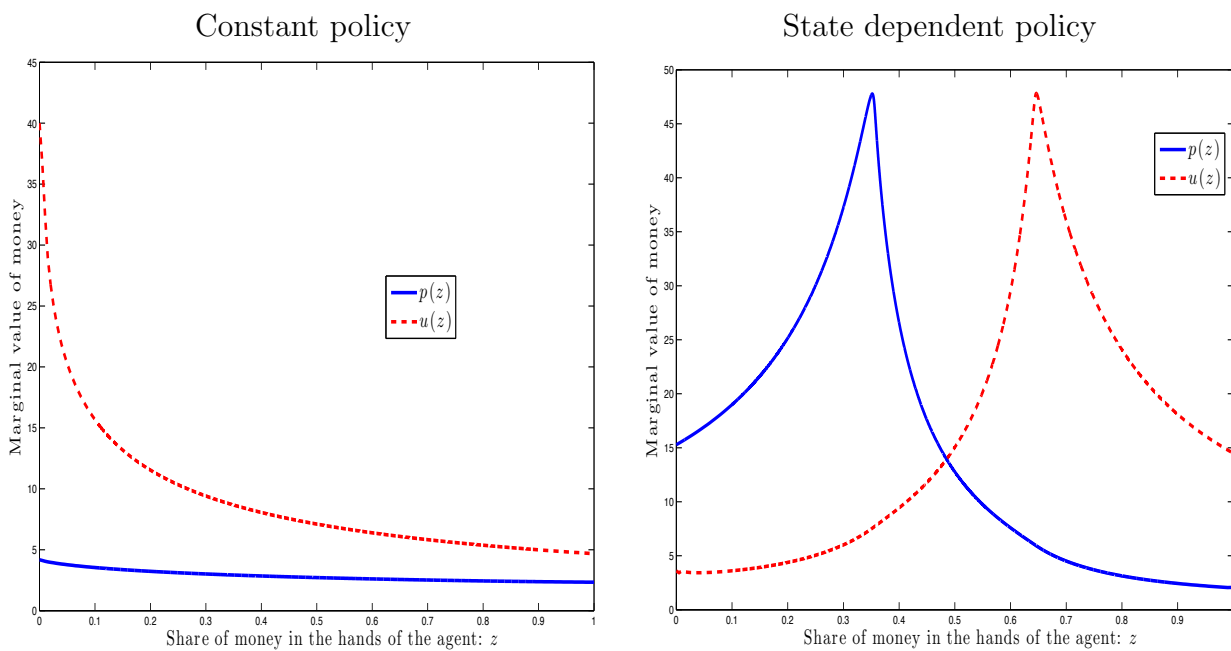 Constant policy
Marginal value of money
45
40
35
30
25
20
15
10
5
0
p(z)
u(z)
0 0.1 0.2 0.3 0.4 0.5 0.6 0.7 0.8 0.9 1
Share of money in the hands of the agent: z
State dependent policy
Marginal value of money
50
45
40
35
30
25
20
15
10
5
0
p(z)
u(z)
0 0.1 0.2 0.3 0.4 0.5 0.6 0.7 0.8 0.9
Share of money in the hands of the agent: z